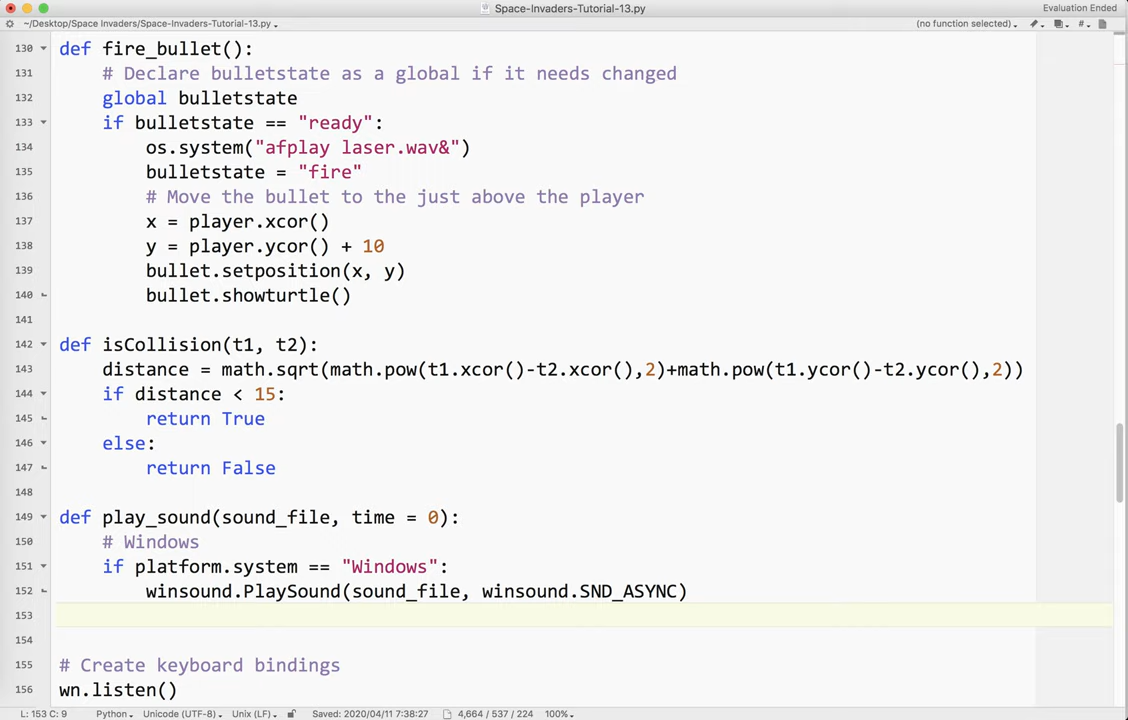 Space-Invaders-Tutorial-13.py
Evaluation Ended
~/Desktop/Space Invaders/Space-Invaders-Tutorial-13.py
(no function selected)
130 def fire_bullet():
131 # Declare bulletstate as a global if it needs changed
132 global bulletstate
133 if bulletstate == "ready":
134 os.system("afplay laser.wav&")
135 bulletstate = "fire"
136 # Move the bullet to the just above the player
137 x = player.xcor()
138 y = player.ycor() + 10
139 bullet.setposition(x, y)
140 bullet.showturtle()
141
142 def isCollision(t1, t2):
143 distance = math.sqrt(math.pow(t1.xcor()-t2.xcor(),2)+math.pow(t1.ycor()-t2.ycor(),2))
144 if distance < 15:
145 return True
146 else:
147 return False
148
149 def play_sound(sound_file, time = 0):
150 # Windows
151 if platform.system == "Windows":
152 winsound.PlaySound(sound_file, winsound.SND_ASYNC)
153
154
155 # Create keyboard bindings
156 wn.listen()
L: 153 C: 9 Python Unicode (UTF-8) Unix (LF) Saved: 2020/04/11 7:38:27 4,664 / 537 / 224 100%